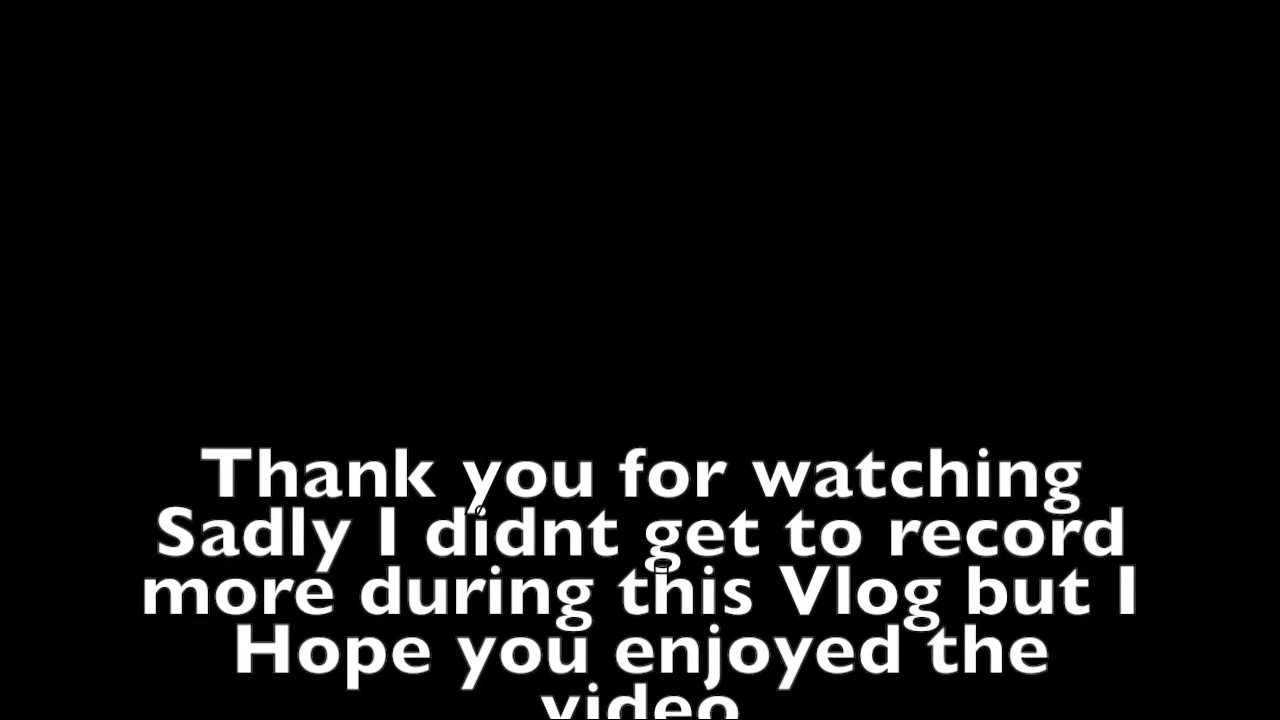 Thank you for watching
Sadly I didnt get to record
more during this Vlog but I
Hope you enjoyed the
video